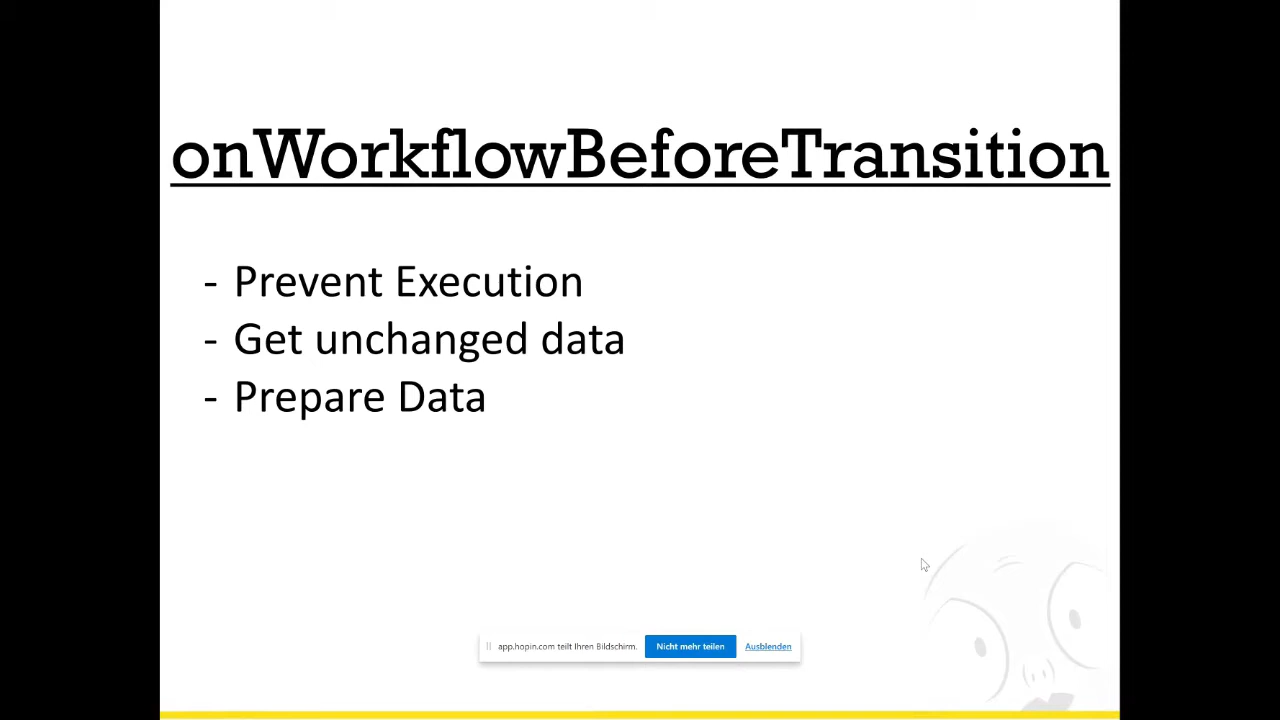 onWorkflowBeforeTransition
- Prevent Execution
- Get unchanged data
- Prepare Data
app.hopin.com teilt Ihren Bildschirm. Nicht mehr teilen Ausblenden